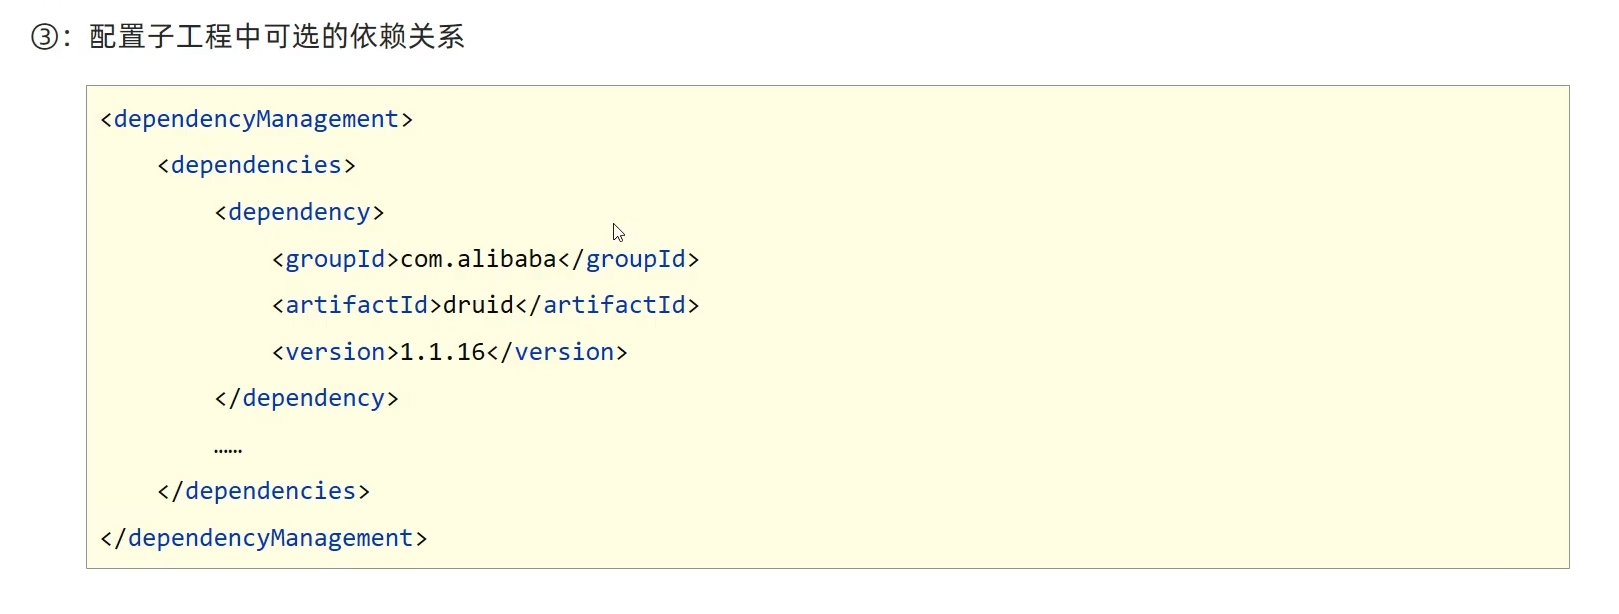 ③：配置子工程中可选的依赖关系
<dependencyManagement>
    <dependencies>
        <dependency>
            <groupId>com.alibaba</groupId>
            <artifactId>druid</artifactId>
            <version>1.1.16</version>
        </dependency>
        ……
    </dependencies>
</dependencyManagement>